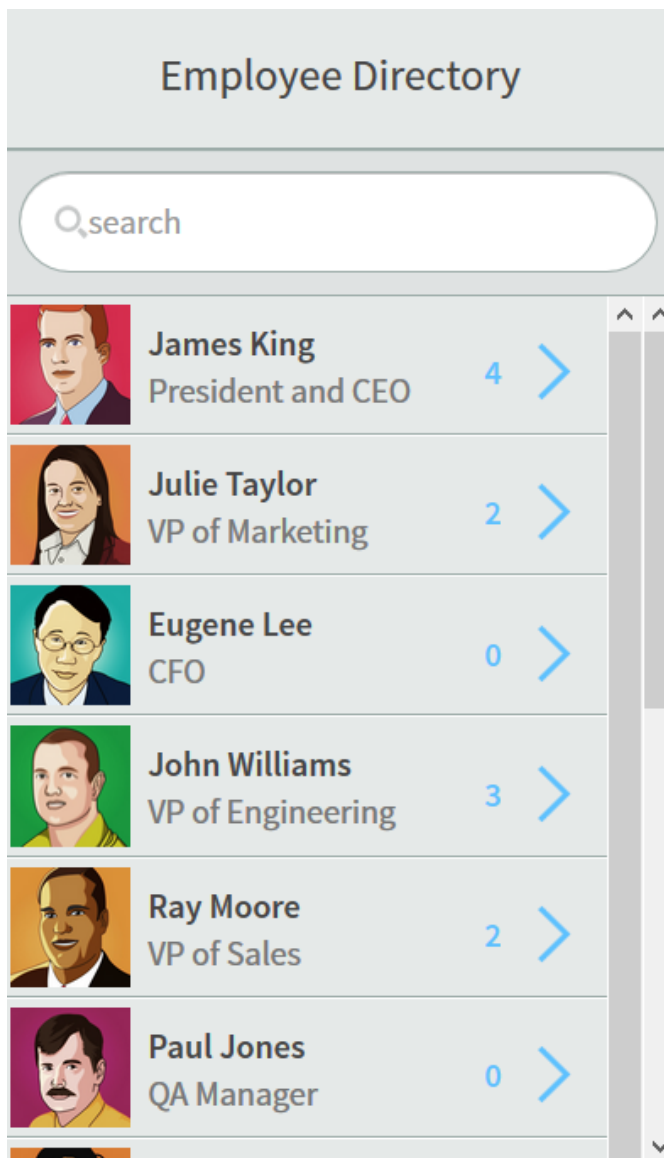 Employee Directory
search
James King
President and CEO
4
Julie Taylor
VP of Marketing
2
Eugene Lee
CFO
0
John Williams
VP of Engineering
3
Ray Moore
VP of Sales
2
Paul Jones
QA Manager
0